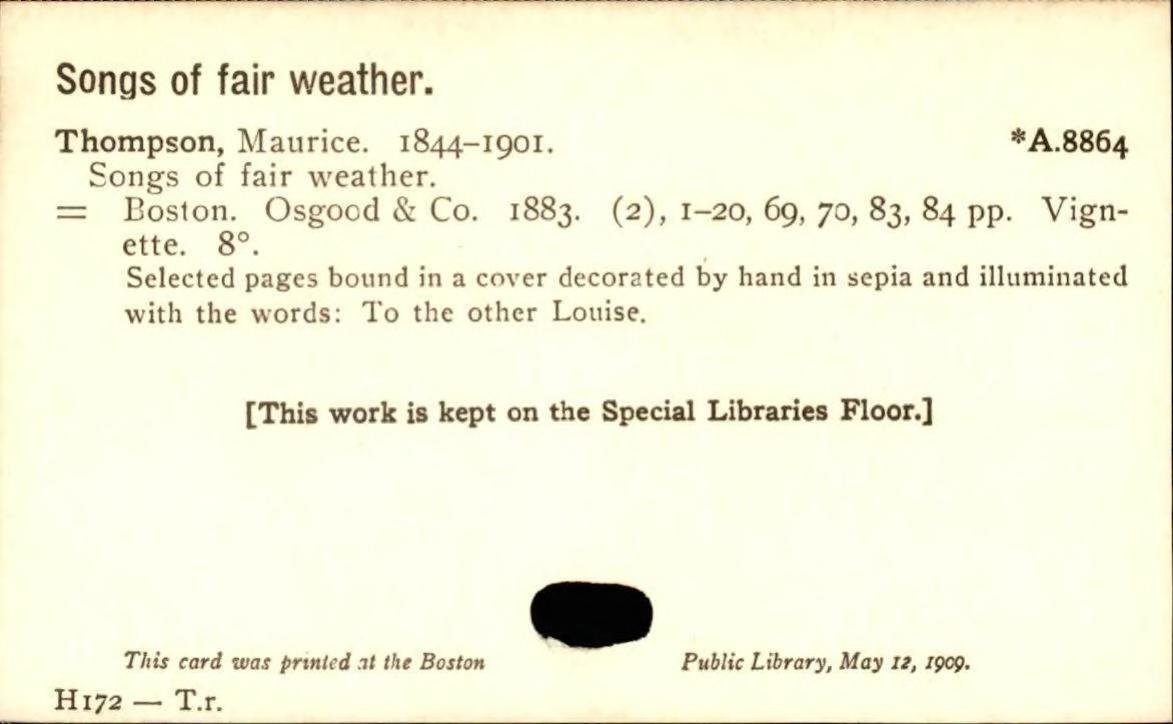 Songs of fair weather.
Thompson, Maurice. 1844–1901. *A.8864
Songs of fair weather.
= Boston. Osgood & Co. 1883. (2), 1–20, 69, 70, 83, 84 pp. Vign-
ette. 8°.
Selected pages bound in a cover decorated by hand in sepia and illuminated
with the words: To the other Louise.
[This work is kept on the Special Libraries Floor.]
This card was printed at the Boston Public Library, May 12, 1909.
H172 — T.r.